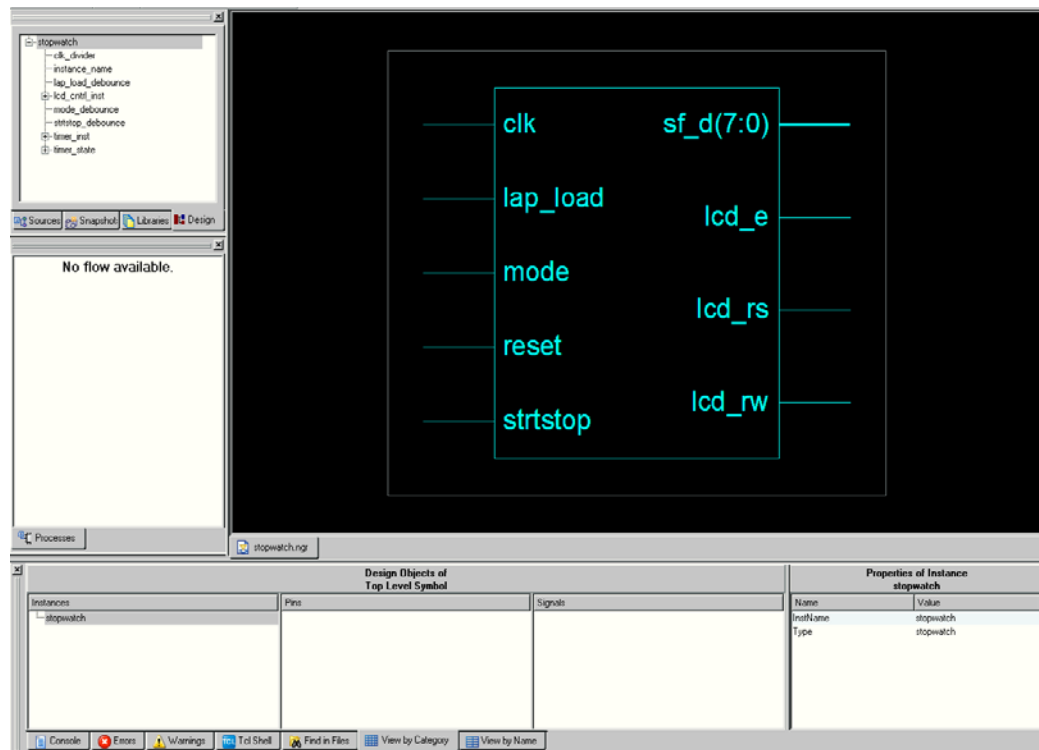 stopwatch
clk_divider
instance_name
lap_load_debounce
lcd_cntrl_inst
mode_debounce
strtstop_debounce
timer_inst
timer_state
Sources
Snapshot
Libraries
Design
No flow available.
Processes
clk
lap_load
mode
reset
strtstop
sf_d(7:0)
lcd_e
lcd_rs
lcd_rw
stopwatch.ngr
Design Objects of
Top Level Symbol
Properties of Instance
stopwatch
Instances
Pins
Signals
Name
Value
stopwatch
InstName
stopwatch
Type
stopwatch
Console
Errors
Warnings
Tcl Shell
Find in Files
View by Category
View by Name